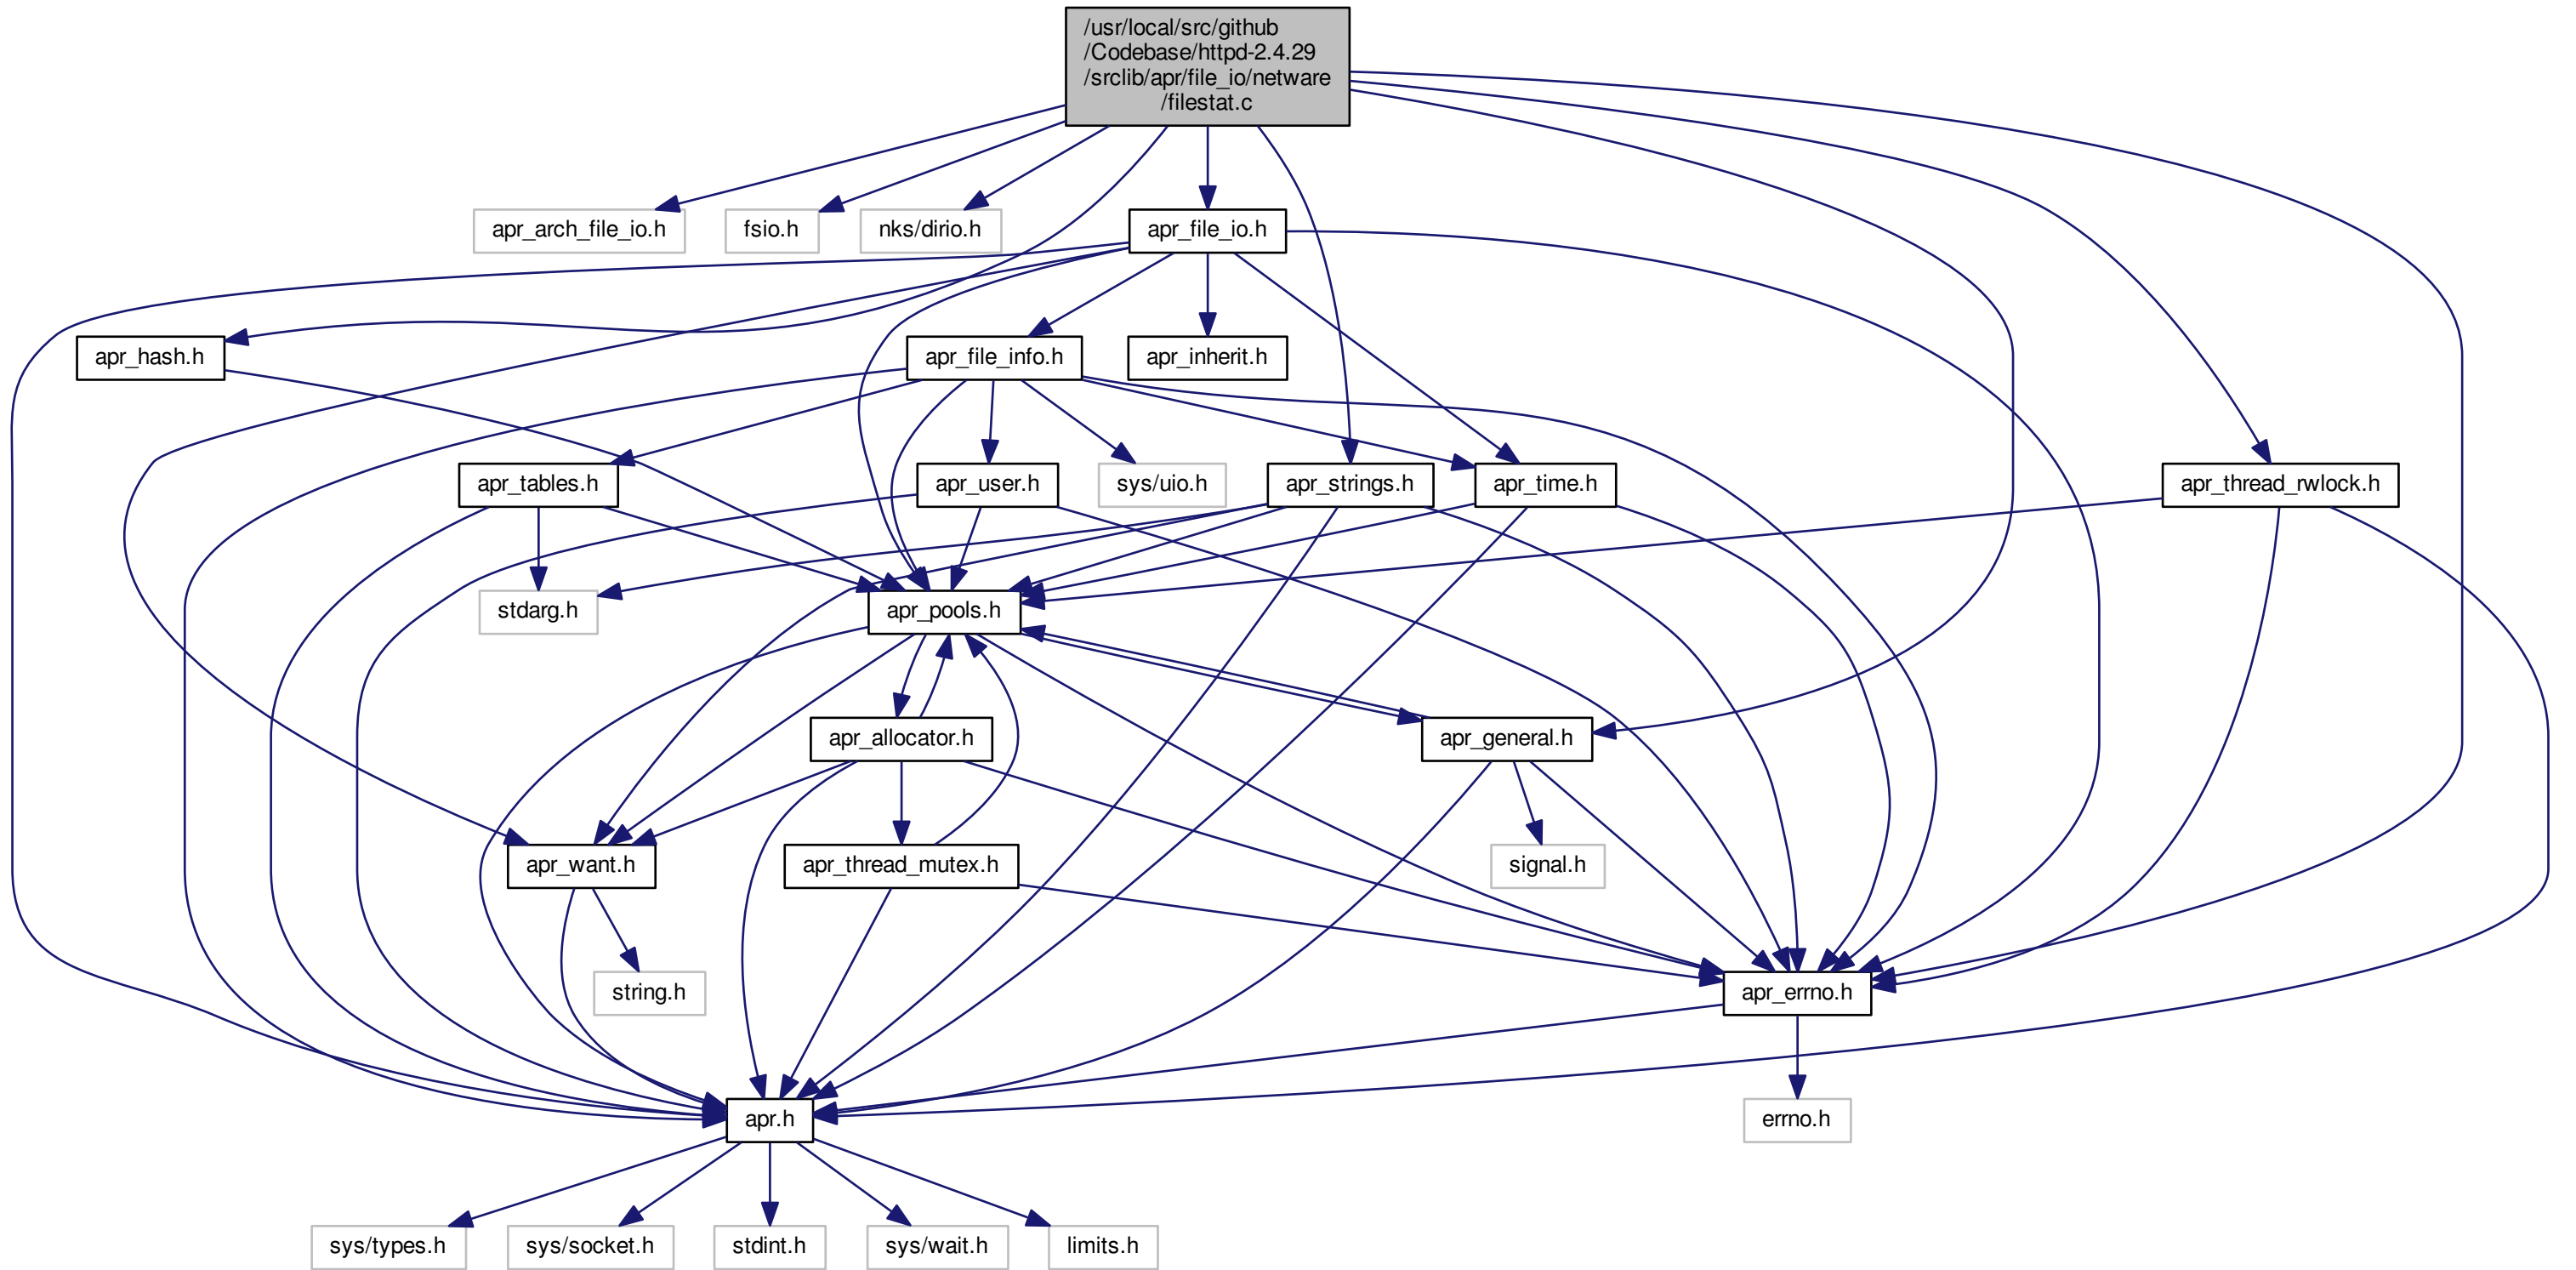 /usr/local/src/github
/Codebase/httpd-2.4.29
/srclib/apr/file_io/netware
/filestat.c
apr_arch_file_io.h
fsio.h
nks/dirio.h
apr_file_io.h
apr_hash.h
apr_file_info.h
apr_inherit.h
apr_tables.h
apr_user.h
sys/uio.h
apr_strings.h
apr_time.h
apr_thread_rwlock.h
stdarg.h
apr_pools.h
apr_allocator.h
apr_general.h
apr_want.h
apr_thread_mutex.h
signal.h
string.h
apr_errno.h
apr.h
errno.h
sys/types.h
sys/socket.h
stdint.h
sys/wait.h
limits.h